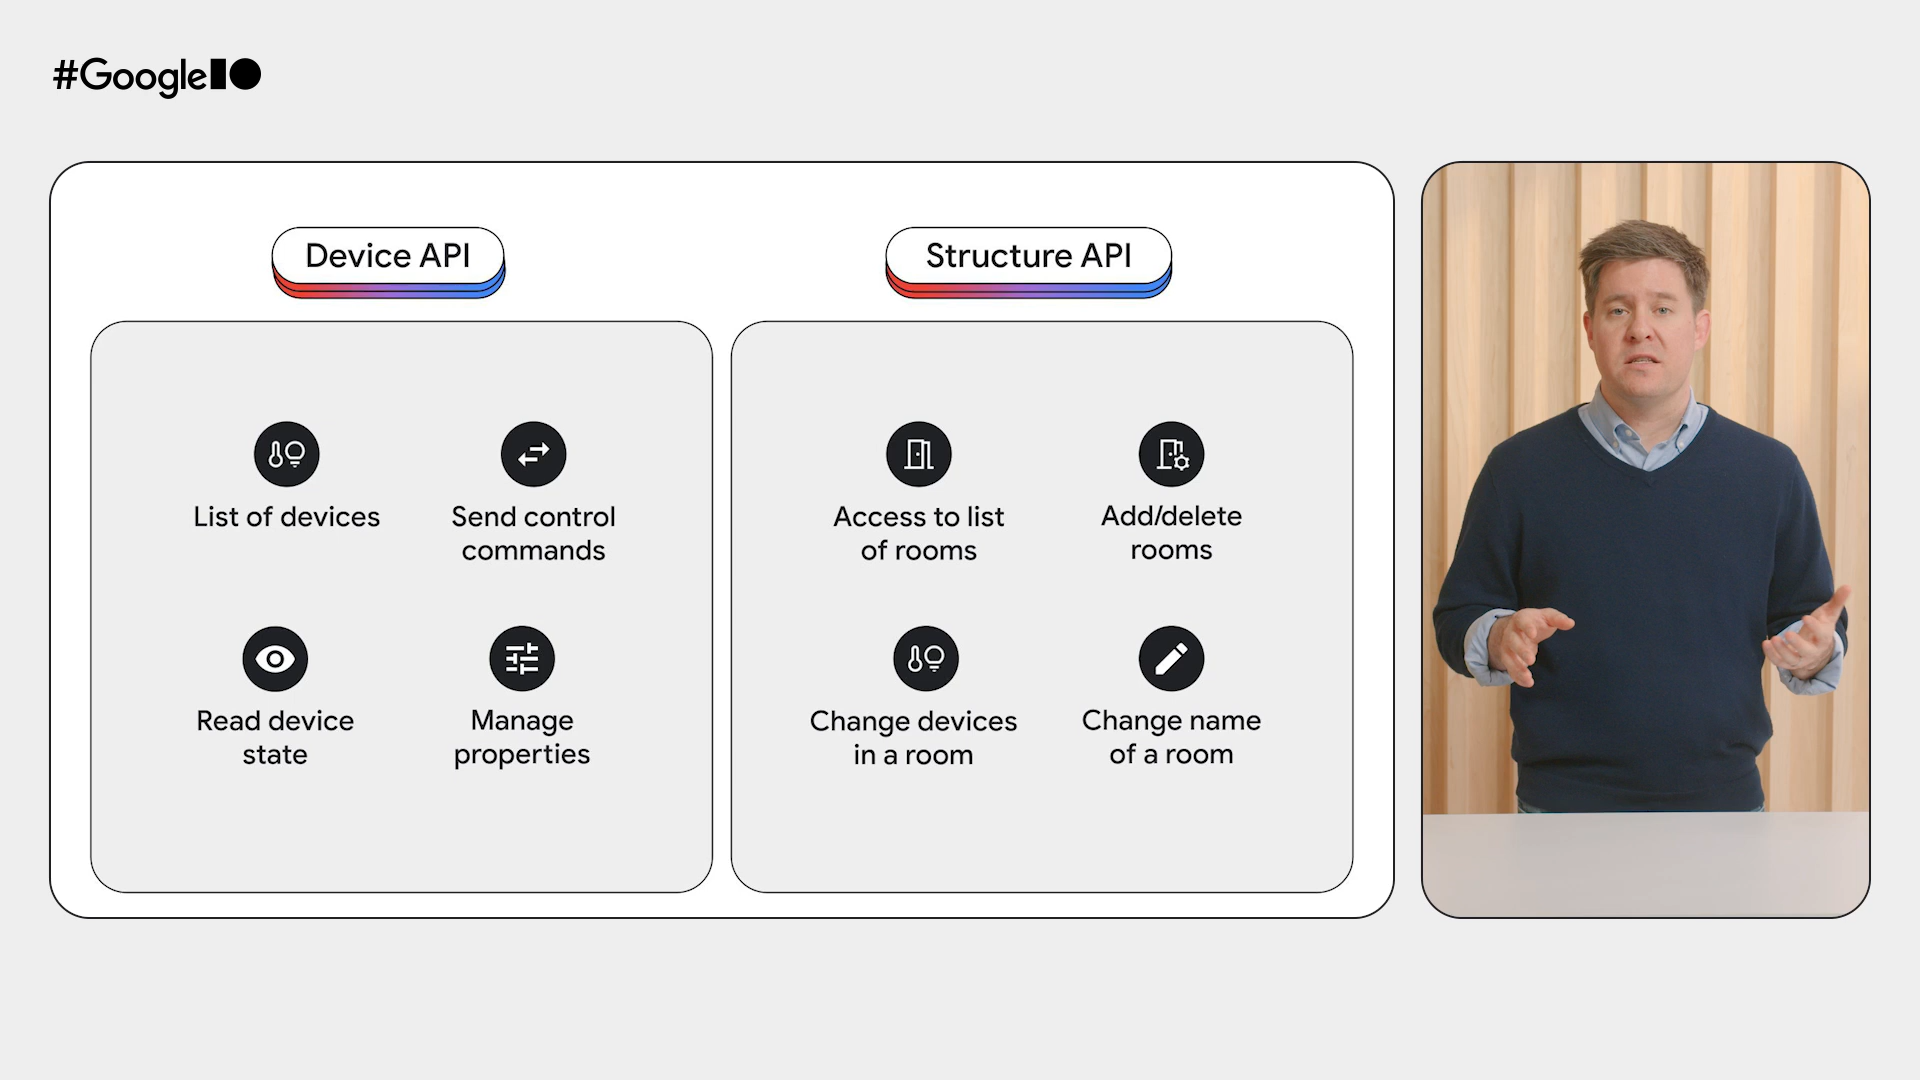 #GoogleIO
Device API
List of devices
Send control
commands
Read device
state
Manage
properties
Structure API
Access to list
of rooms
Add/delete
rooms
Change devices
in a room
Change name
of a room